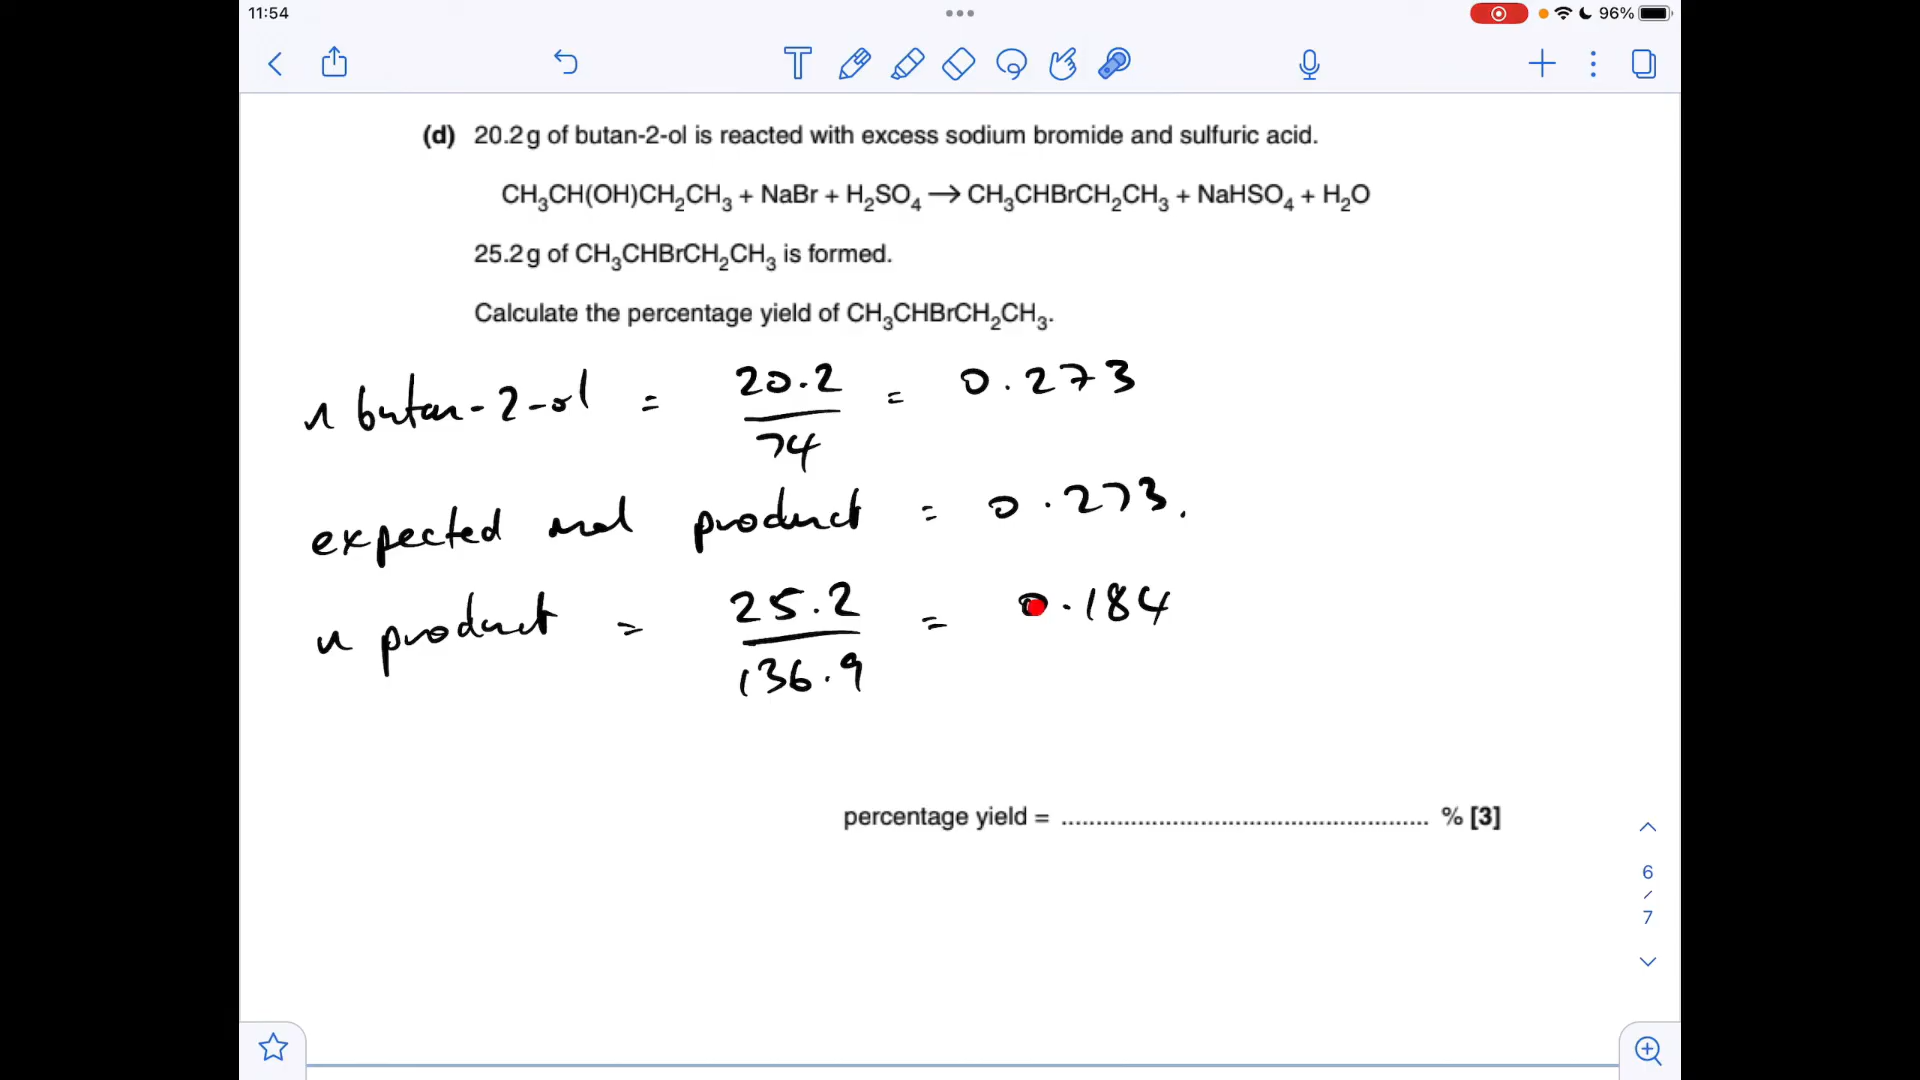 11:54
96%
(d) 20.2 g of butan-2-ol is reacted with excess sodium bromide and sulfuric acid.
CH₃CH(OH)CH₂CH₃ + NaBr + H₂SO₄ → CH₃CHBrCH₂CH₃ + NaHSO₄ + H₂O
25.2 g of CH₃CHBrCH₂CH₃ is formed.
Calculate the percentage yield of CH₃CHBrCH₂CH₃.
n butan-2-ol = 20.2 / 74 = 0.273
expected mol product = 0.273.
n product = 25.2 / 136.9 = 0.184
percentage yield = .................................................... % [3]
6
/
7